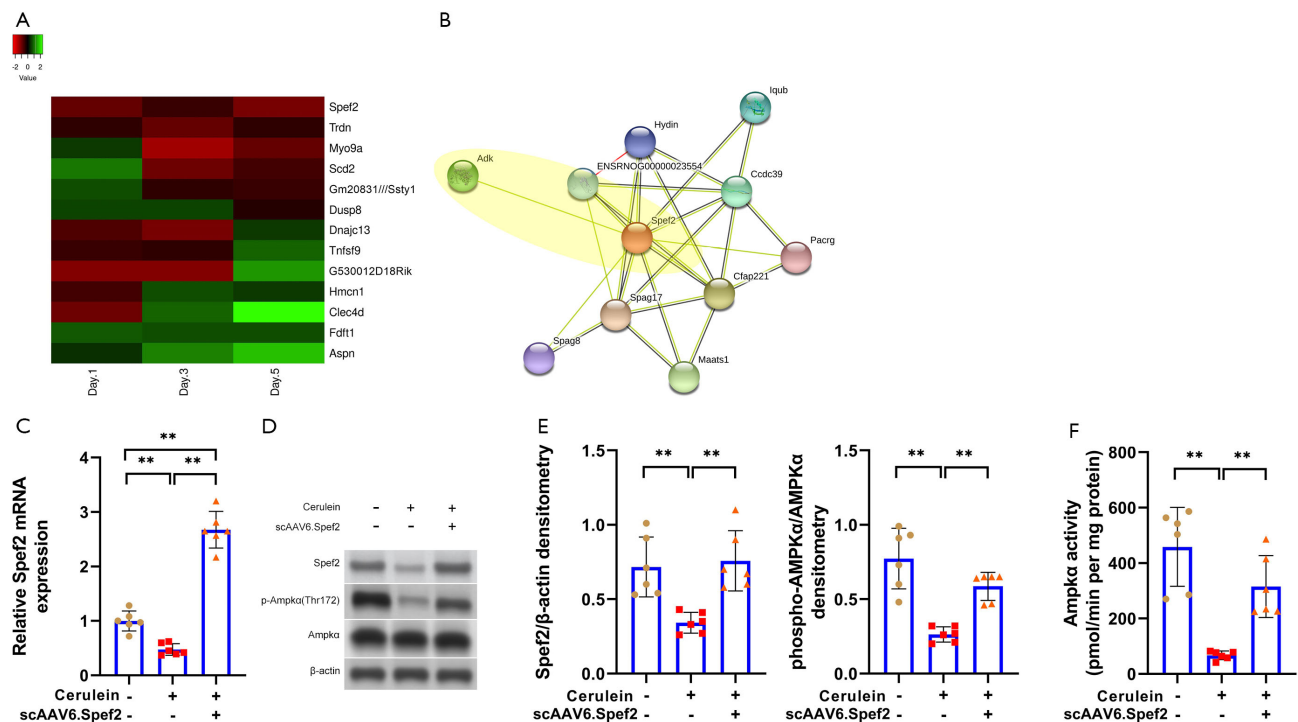 A
-2 0 2
Value
Spef2
Trdn
Myo9a
Scd2
Gm20831///Ssty1
Dusp8
Dnajc13
Tnfsf9
G530012D18Rik
Hmcn1
Clec4d
Fdft1
Aspn
Day.1 Day.3 Day.5
B
Iqub
Hydin
Adk
ENSRNOG00000023554
Ccdc39
Spef2
Pacrg
Cfap221
Spag17
Spag8
Maats1
C
Relative Spef2 mRNA
expression
4
3
2
1
0
**
** **
Cerulein - + +
scAAV6.Spef2 - - +
D
Cerulein - + +
scAAV6.Spef2 - - +
Spef2
p-Ampkα(Thr172)
Ampkα
β-actin
E
Spef2/β-actin densitometry
1.5
1.0
0.5
0.0
** **
Cerulein - + +
scAAV6.Spef2 - - +
phospho-AMPKα/AMPKα
densitometry
1.5
1.0
0.5
0.0
** **
- + +
- - +
F
Ampkα activity
(pmol/min per mg protein)
800
600
400
200
0
** **
Cerulein - + +
scAAV6.Spef2 - - +